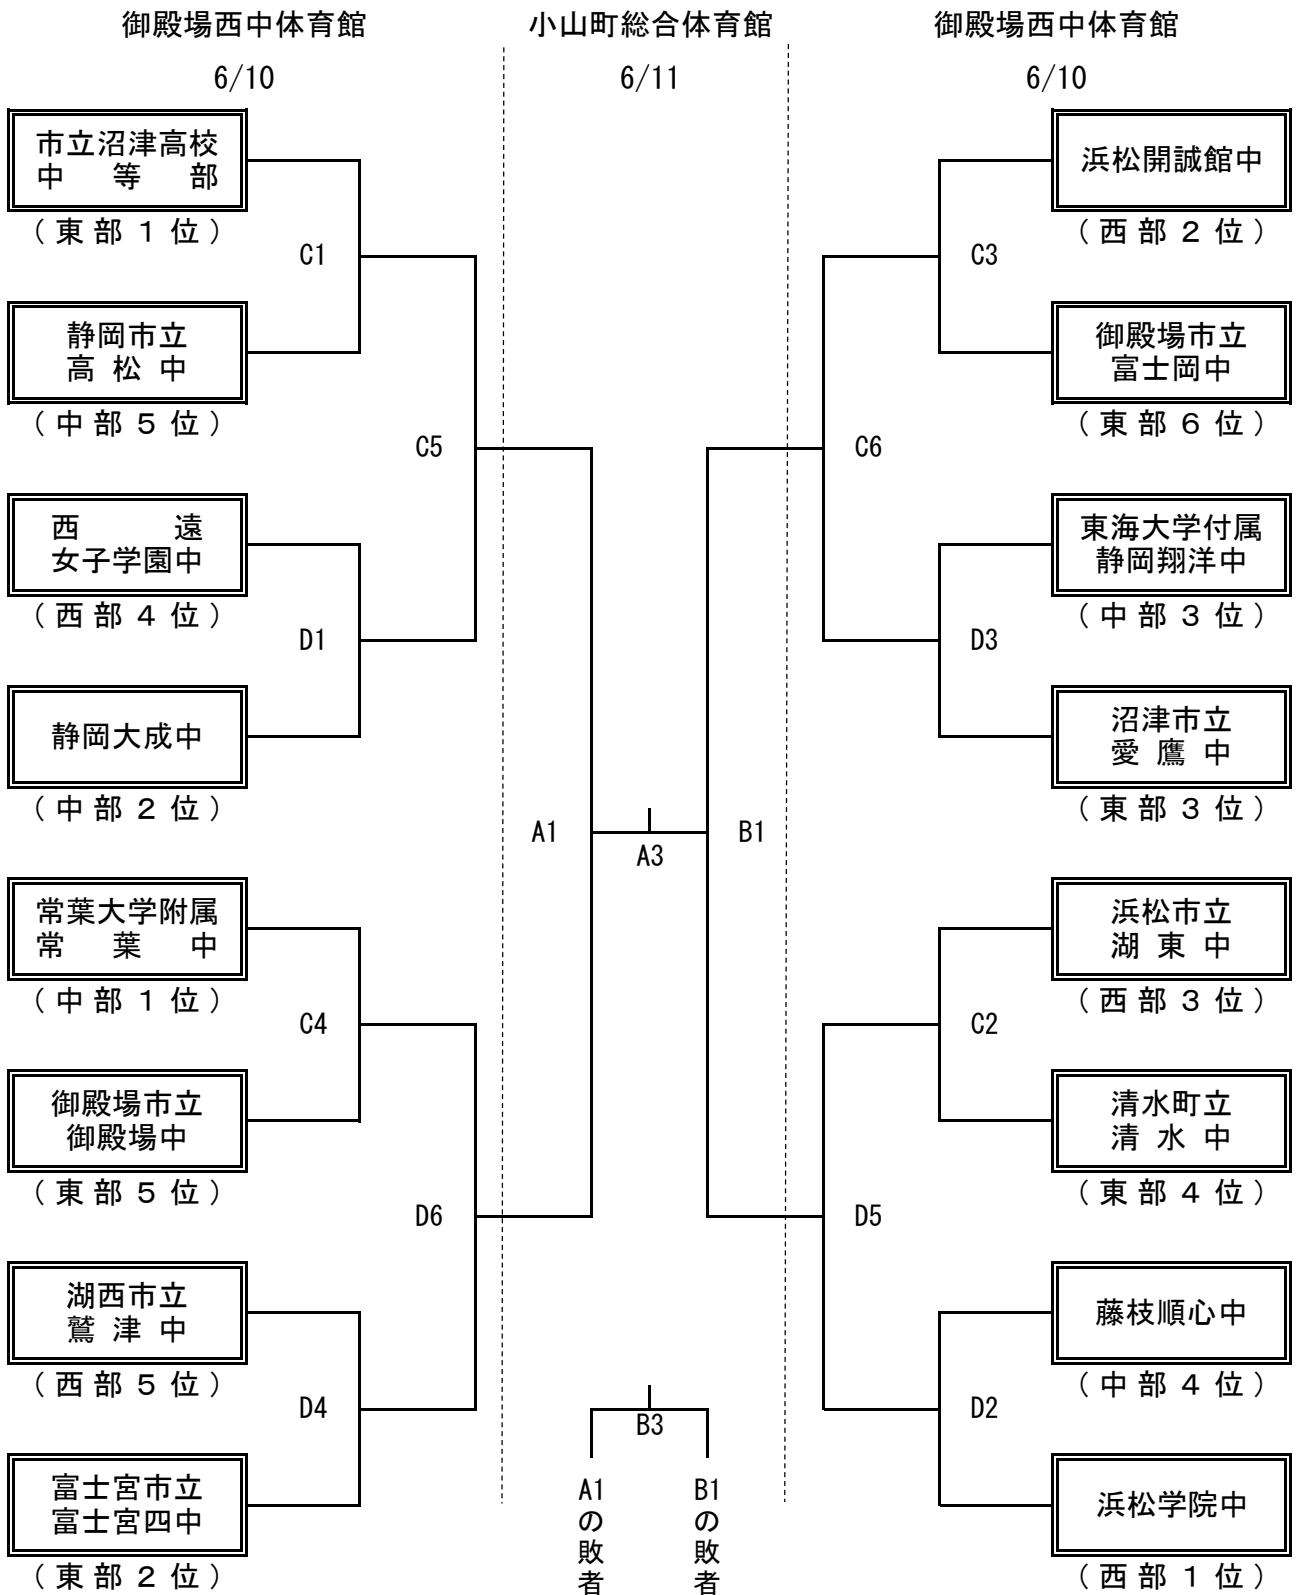 御殿場西中体育館
6/10
小山町総合体育館
6/11
御殿場西中体育館
6/10
市立沼津高校
中等部
(東部1位)
C1
静岡市立
高松中
(中部5位)
C5
西遠
女子学園中
(西部4位)
D1
静岡大成中
(中部2位)
常葉大学附属
常葉中
(中部1位)
C4
御殿場市立
御殿場中
(東部5位)
D6
湖西市立
鷲津中
(西部5位)
D4
富士宮市立
富士宮四中
(東部2位)
A1
A3
B1
B3
A1の敗者
B1の敗者
浜松開誠館中
(西部2位)
C3
御殿場市立
富士岡中
(東部6位)
C6
東海大学付属
静岡翔洋中
(中部3位)
D3
沼津市立
愛鷹中
(東部3位)
浜松市立
湖東中
(西部3位)
C2
清水町立
清水中
(東部4位)
D5
藤枝順心中
(中部4位)
D2
浜松学院中
(西部1位)